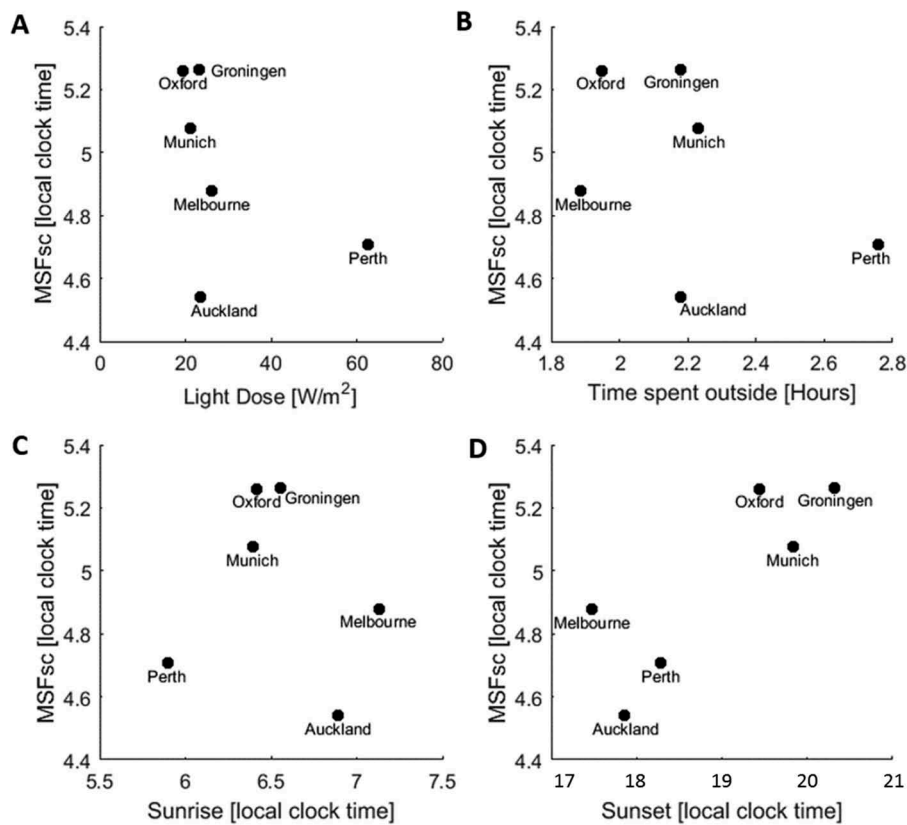 A
MSFsc [local clock time]
5.4
5.2
5
4.8
4.6
4.4
Oxford
Groningen
Munich
Melbourne
Perth
Auckland
0
20
40
60
80
Light Dose [W/m²]
B
MSFsc [local clock time]
5.4
5.2
5
4.8
4.6
4.4
Oxford
Groningen
Munich
Melbourne
Perth
Auckland
1.8
2
2.2
2.4
2.6
2.8
Time spent outside [Hours]
C
MSFsc [local clock time]
5.4
5.2
5
4.8
4.6
4.4
Oxford
Groningen
Munich
Melbourne
Perth
Auckland
5.5
6
6.5
7
7.5
Sunrise [local clock time]
D
MSFsc [local clock time]
5.4
5.2
5
4.8
4.6
4.4
Oxford
Groningen
Munich
Melbourne
Perth
Auckland
17
18
19
20
21
Sunset [local clock time]